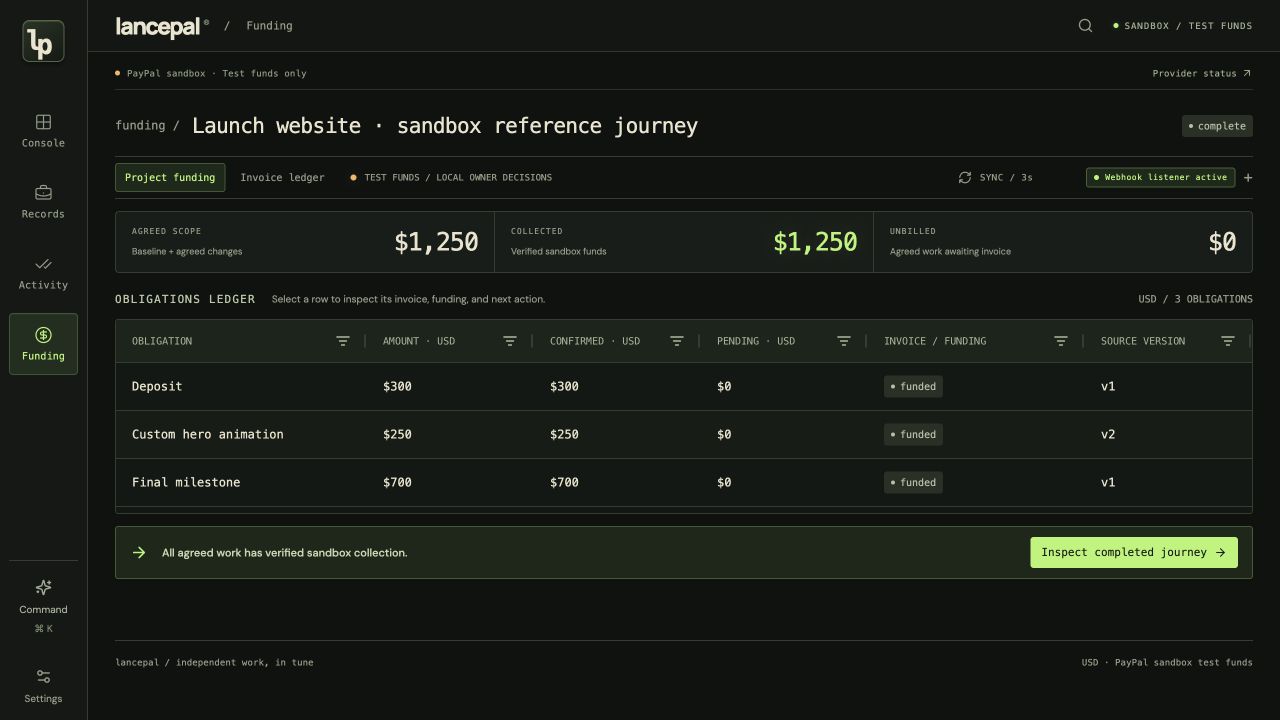 lp
lancepal® / Funding
SANDBOX / TEST FUNDS
Console
Records
Activity
Funding
Command
⌘ K
Settings
PayPal sandbox · Test funds only
Provider status ↗
funding / Launch website · sandbox reference journey
complete
Project funding
Invoice ledger
TEST FUNDS / LOCAL OWNER DECISIONS
SYNC / 3s
Webhook listener active
+
AGREED SCOPE
Baseline + agreed changes
$1,250
COLLECTED
Verified sandbox funds
$1,250
UNBILLED
Agreed work awaiting invoice
$0
OBLIGATIONS LEDGER
Select a row to inspect its invoice, funding, and next action.
USD / 3 OBLIGATIONS
OBLIGATION AMOUNT · USD CONFIRMED · USD PENDING · USD INVOICE / FUNDING SOURCE VERSION
Deposit $300 $300 $0 funded v1
Custom hero animation $250 $250 $0 funded v2
Final milestone $700 $700 $0 funded v1
→ All agreed work has verified sandbox collection.
Inspect completed journey →
lancepal / independent work, in tune
USD · PayPal sandbox test funds